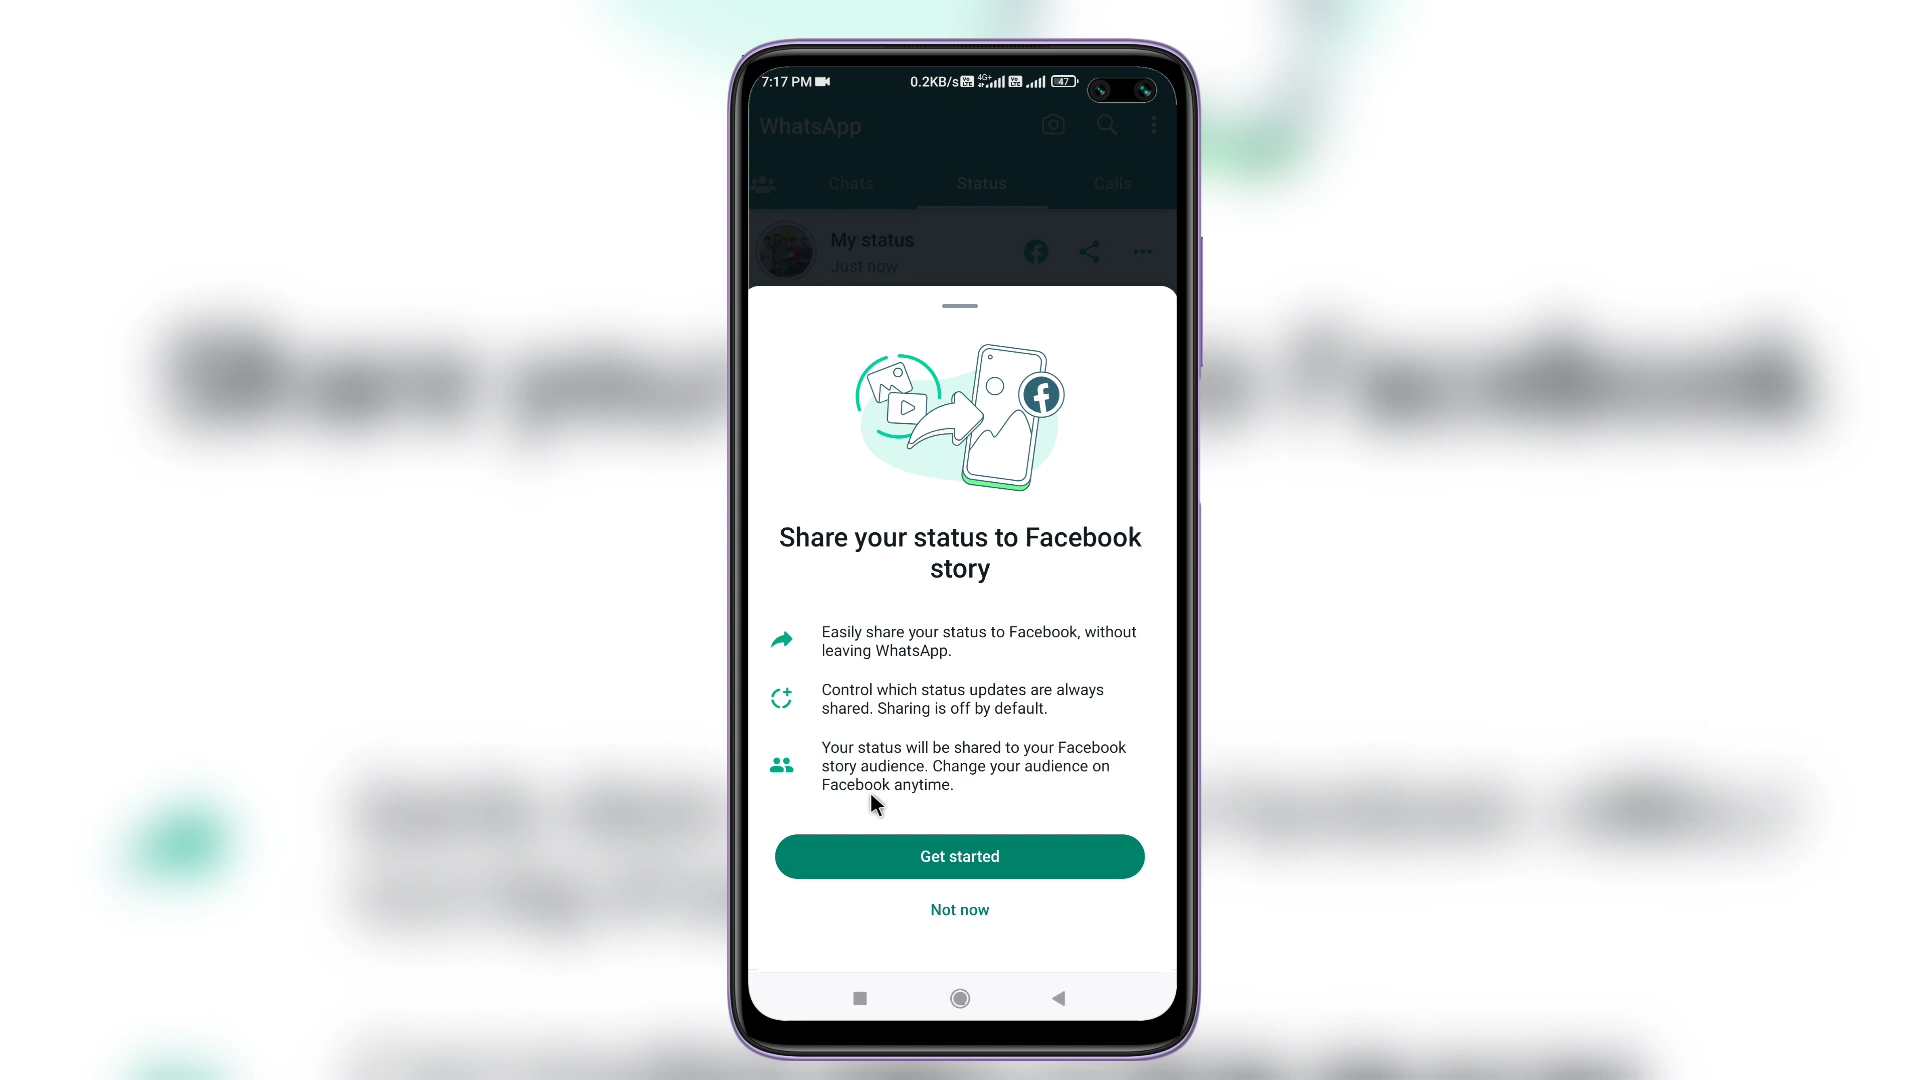 7:17 PM
0.2KB/s
4G+
47
WhatsApp
Chats
Status
Calls
My status
Just now
Share your status to Facebook
story
Easily share your status to Facebook, without
leaving WhatsApp.
Control which status updates are always
shared. Sharing is off by default.
Your status will be shared to your Facebook
story audience. Change your audience on
Facebook anytime.
Get started
Not now